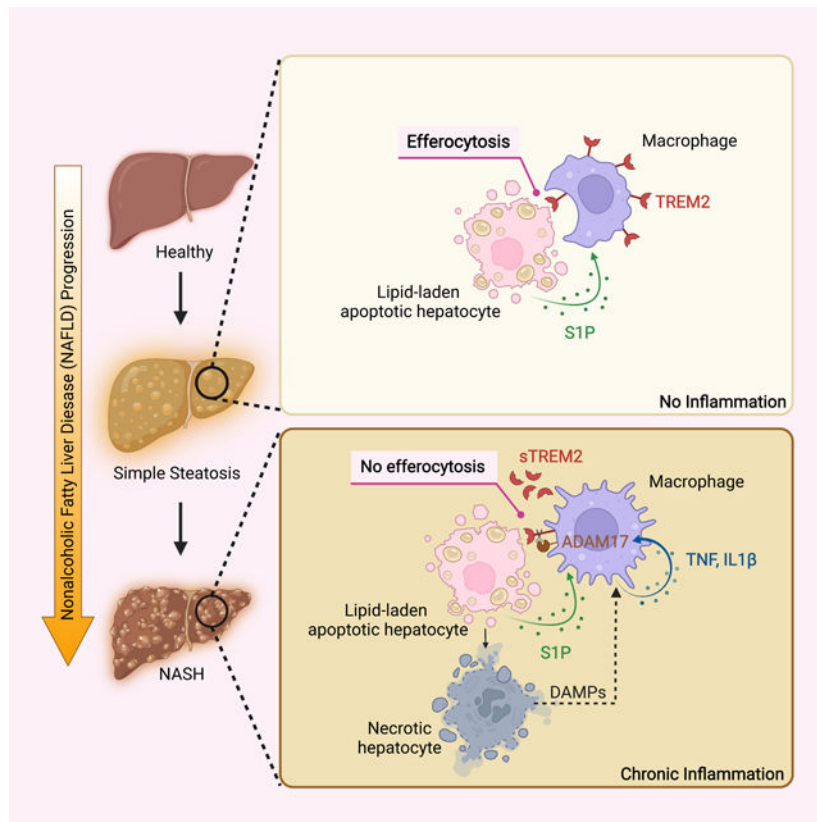 Nonalcoholic Fatty Liver Diesease (NAFLD) Progression
Healthy
Simple Steatosis
NASH
Efferocytosis
Macrophage
TREM2
Lipid-laden
apoptotic hepatocyte
S1P
No Inflammation
No efferocytosis
sTREM2
Macrophage
ADAM17
TNF, IL1β
Lipid-laden
apoptotic hepatocyte
S1P
DAMPs
Necrotic
hepatocyte
Chronic Inflammation